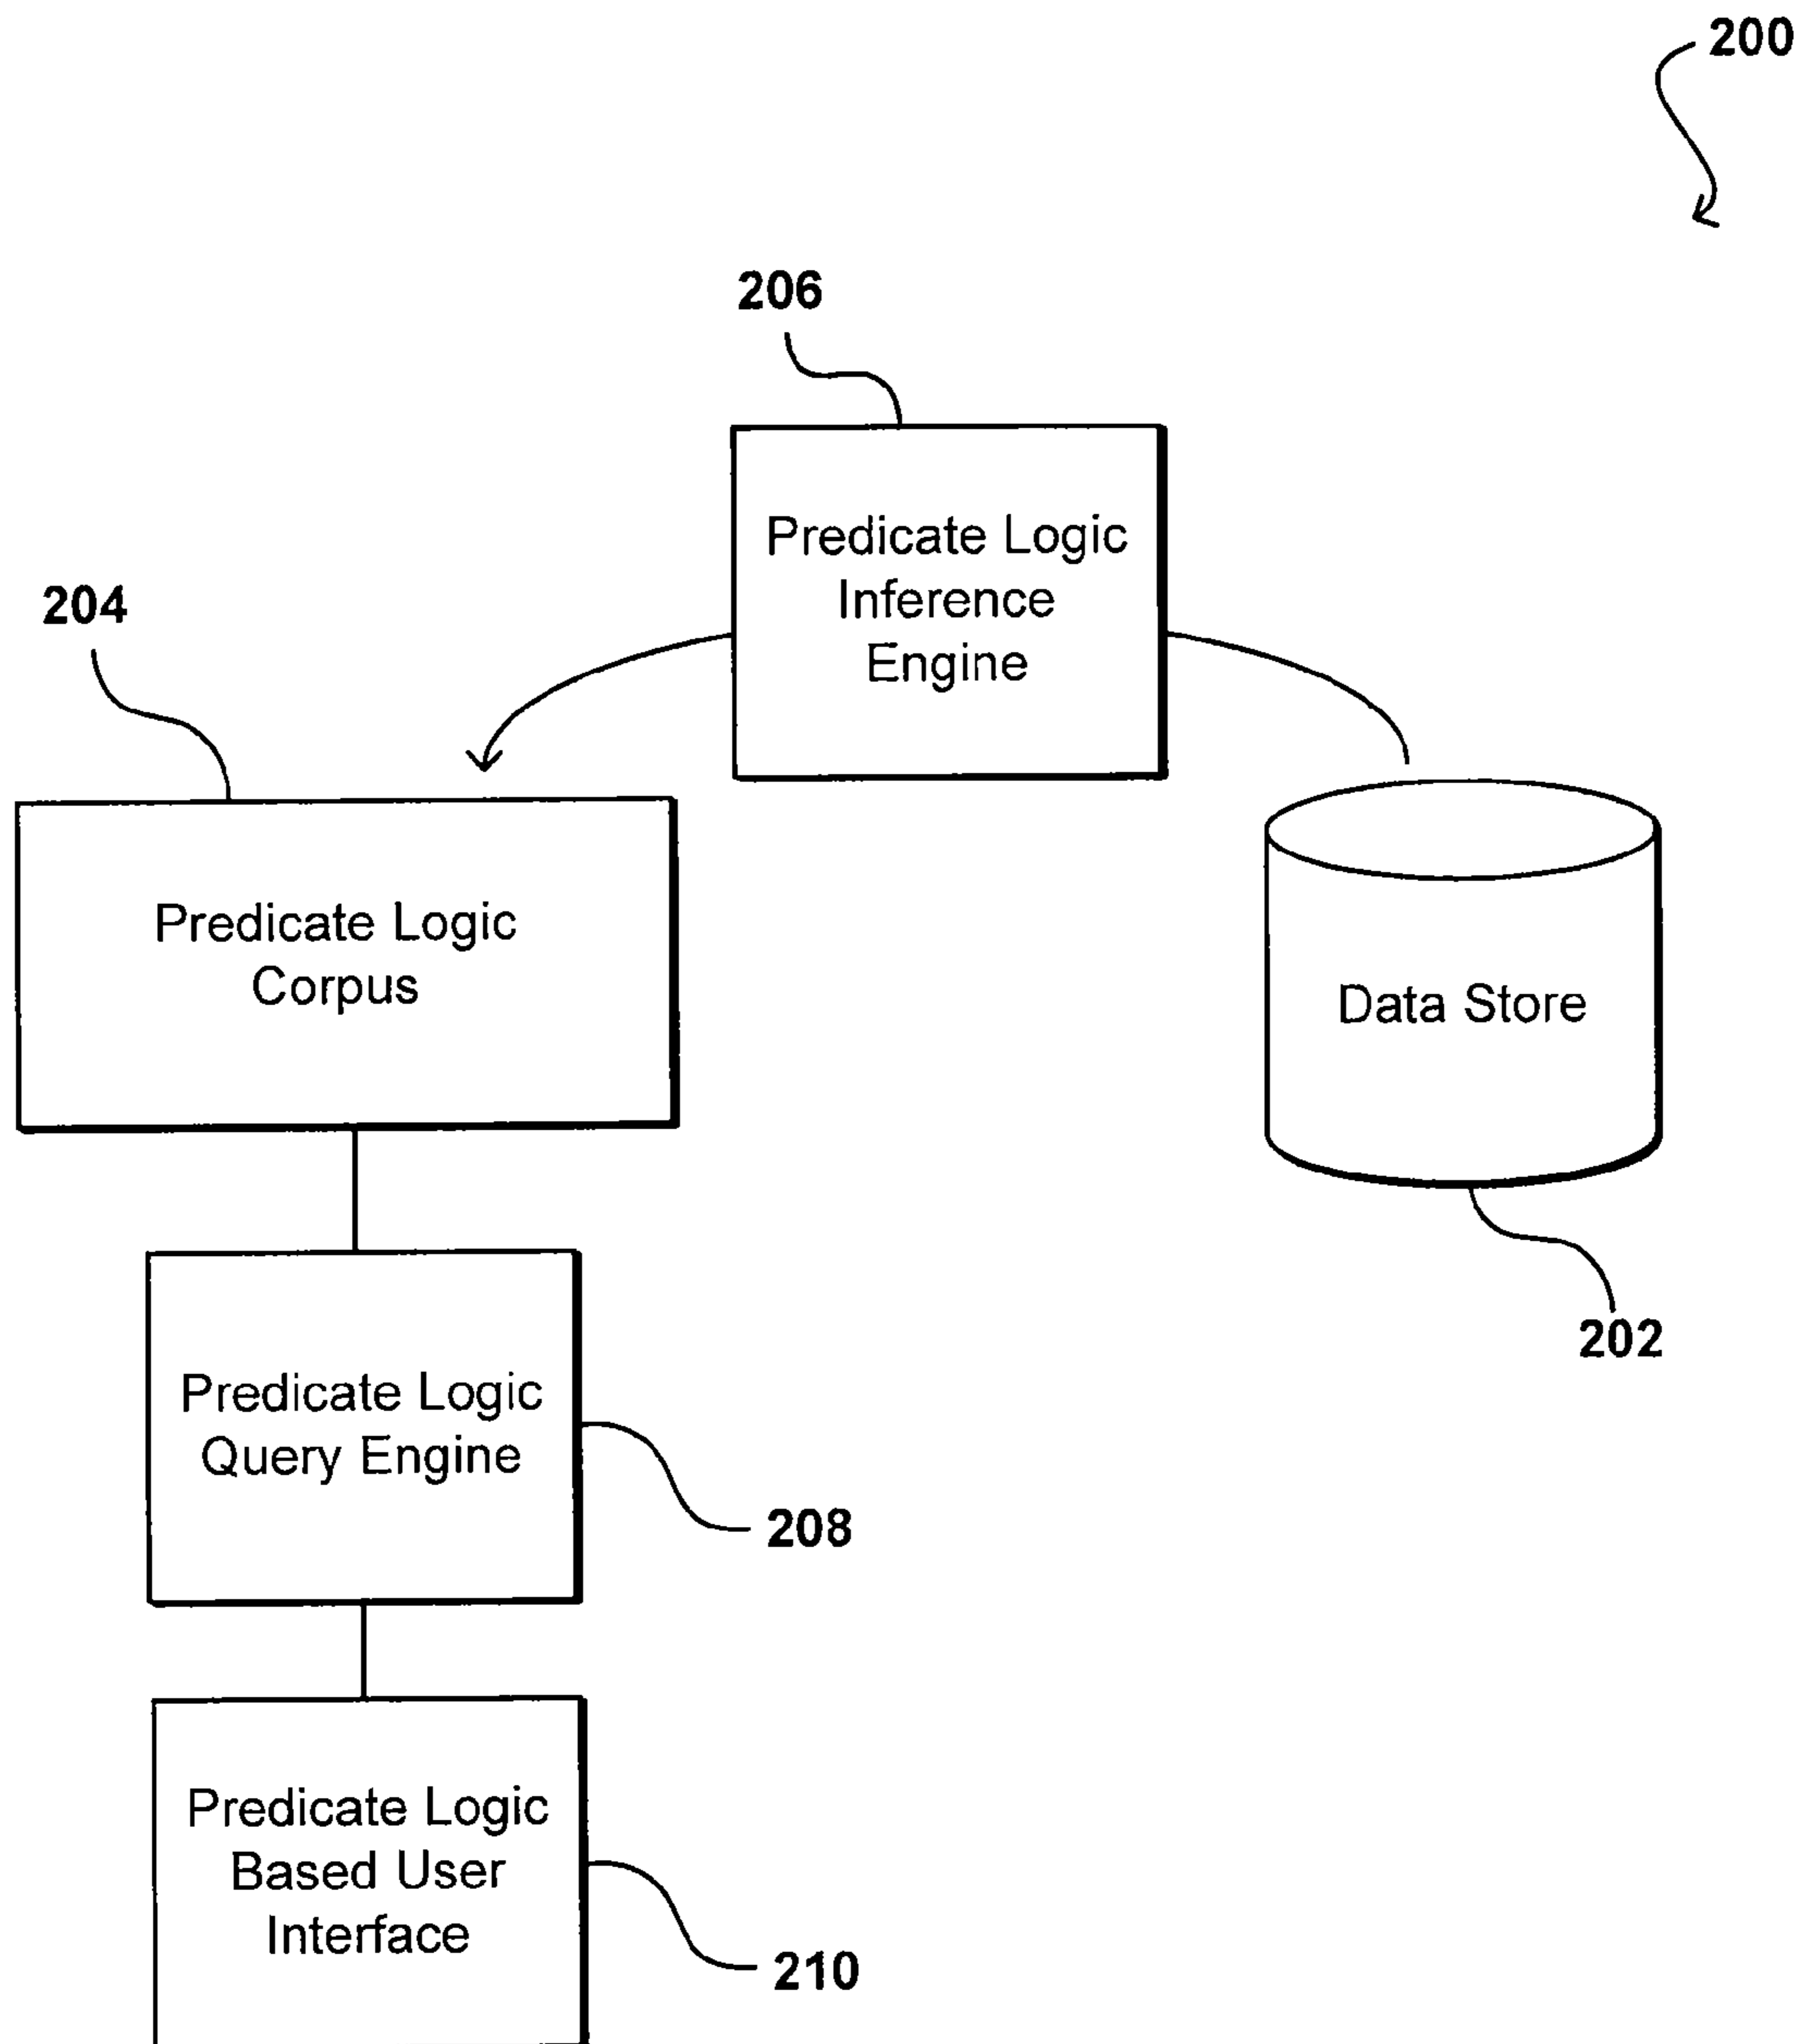 200
206
Predicate Logic
Inference
Engine
204
Predicate Logic
Corpus
Data Store
202
Predicate Logic
Query Engine
208
Predicate Logic
Based User
Interface
210